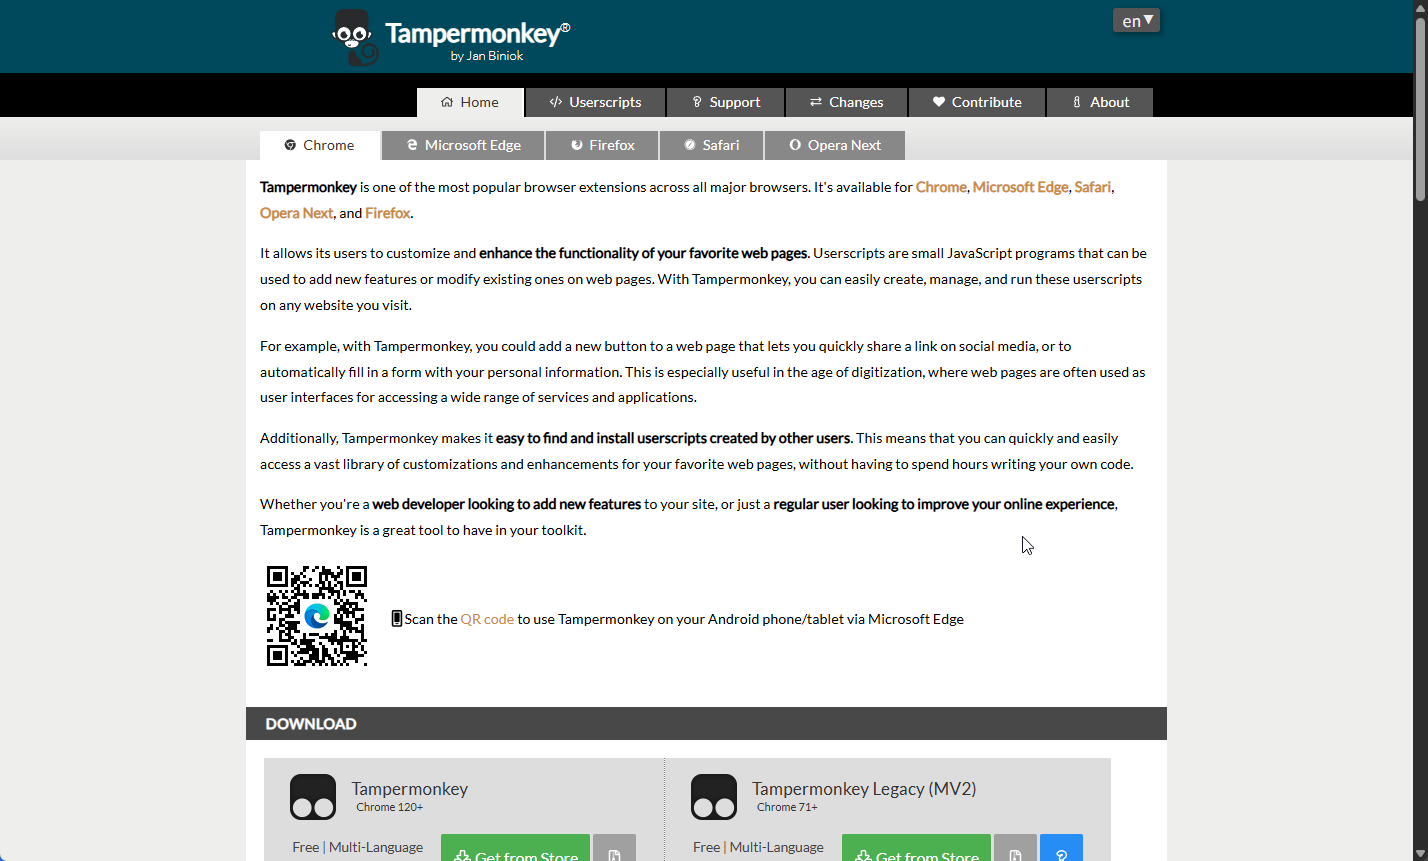 Tampermonkey®
by Jan Biniok
en▼
Home
Userscripts
Support
Changes
Contribute
About
Chrome
Microsoft Edge
Firefox
Safari
Opera Next
Tampermonkey is one of the most popular browser extensions across all major browsers. It's available for Chrome, Microsoft Edge, Safari,
Opera Next, and Firefox.
It allows its users to customize and enhance the functionality of your favorite web pages. Userscripts are small JavaScript programs that can be
used to add new features or modify existing ones on web pages. With Tampermonkey, you can easily create, manage, and run these userscripts
on any website you visit.
For example, with Tampermonkey, you could add a new button to a web page that lets you quickly share a link on social media, or to
automatically fill in a form with your personal information. This is especially useful in the age of digitization, where web pages are often used as
user interfaces for accessing a wide range of services and applications.
Additionally, Tampermonkey makes it easy to find and install userscripts created by other users. This means that you can quickly and easily
access a vast library of customizations and enhancements for your favorite web pages, without having to spend hours writing your own code.
Whether you're a web developer looking to add new features to your site, or just a regular user looking to improve your online experience,
Tampermonkey is a great tool to have in your toolkit.
Scan the QR code to use Tampermonkey on your Android phone/tablet via Microsoft Edge
DOWNLOAD
Tampermonkey
Chrome 120+
Free | Multi-Language
Get from Store
Tampermonkey Legacy (MV2)
Chrome 71+
Free | Multi-Language
Get from Store